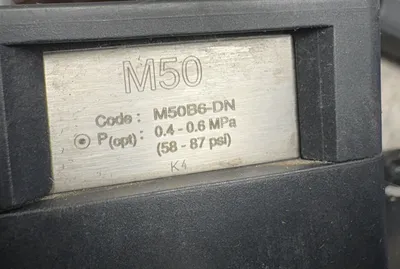 M50
Code : M50B6-DN
P(opt) : 0.4 - 0.6 MPa
(58 - 87 psi)
K4